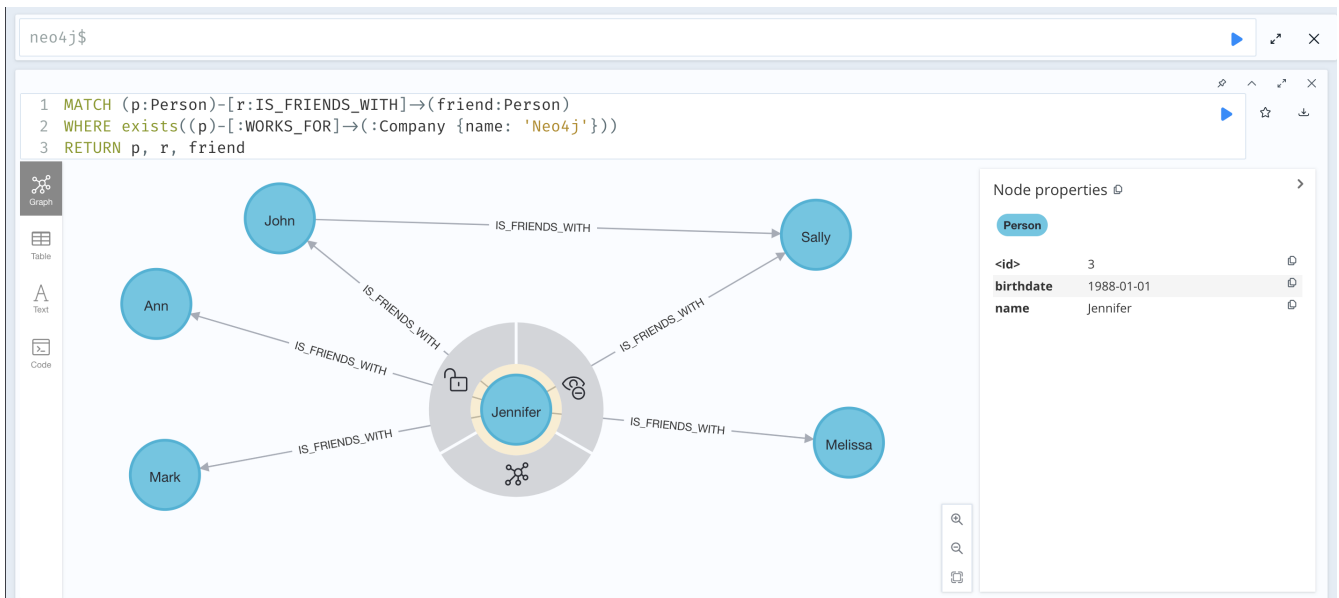 neo4j$
1 MATCH (p:Person)-[r:IS_FRIENDS_WITH]→(friend:Person)
2 WHERE exists((p)-[:WORKS_FOR]→(:Company {name: 'Neo4j'}))
3 RETURN p, r, friend
Graph
Table
Text
Code
John
IS_FRIENDS_WITH
Sally
Ann
IS_FRIENDS_WITH
IS_FRIENDS_WITH
IS_FRIENDS_WITH
Jennifer
IS_FRIENDS_WITH
Melissa
IS_FRIENDS_WITH
Mark
Node properties
Person
<id> 3
birthdate 1988-01-01
name Jennifer